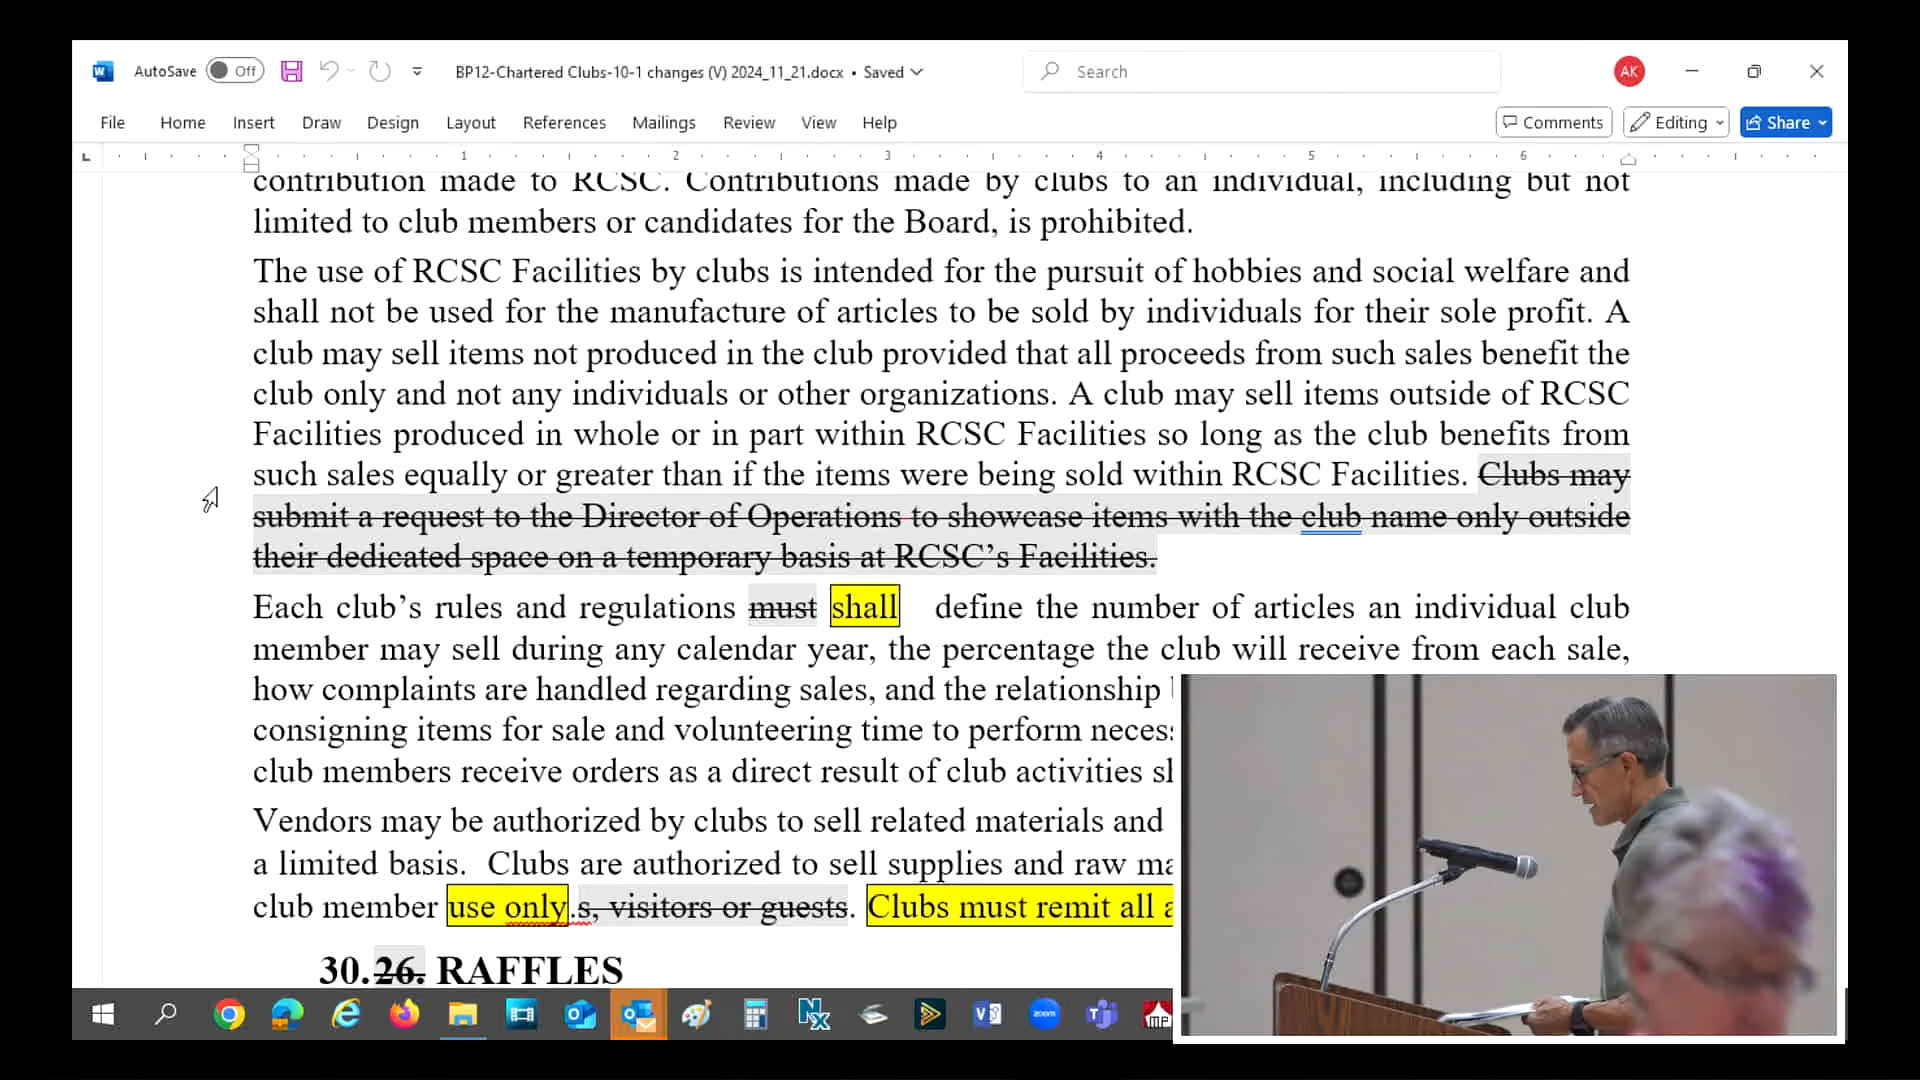 AutoSave Off BP12-Chartered Clubs-10-1 changes (V) 2024_11_21.docx • Saved Search AK
File Home Insert Draw Design Layout References Mailings Review View Help Comments Editing Share
1 2 3 4 5 6
contribution made to RCSC. Contributions made by clubs to an individual, including but not
limited to club members or candidates for the Board, is prohibited.
The use of RCSC Facilities by clubs is intended for the pursuit of hobbies and social welfare and
shall not be used for the manufacture of articles to be sold by individuals for their sole profit. A
club may sell items not produced in the club provided that all proceeds from such sales benefit the
club only and not any individuals or other organizations. A club may sell items outside of RCSC
Facilities produced in whole or in part within RCSC Facilities so long as the club benefits from
such sales equally or greater than if the items were being sold within RCSC Facilities. Clubs may
submit a request to the Director of Operations to showcase items with the club name only outside
their dedicated space on a temporary basis at RCSC’s Facilities.
Each club’s rules and regulations must shall define the number of articles an individual club
member may sell during any calendar year, the percentage the club will receive from each sale,
how complaints are handled regarding sales, and the relationship
consigning items for sale and volunteering time to perform
club members receive orders as a direct result of club activities
Vendors may be authorized by clubs to sell related materials and
a limited basis. Clubs are authorized to sell supplies and raw
club member use only.s, visitors or guests. Clubs must remit all
30.26. RAFFLES
zoom
MP